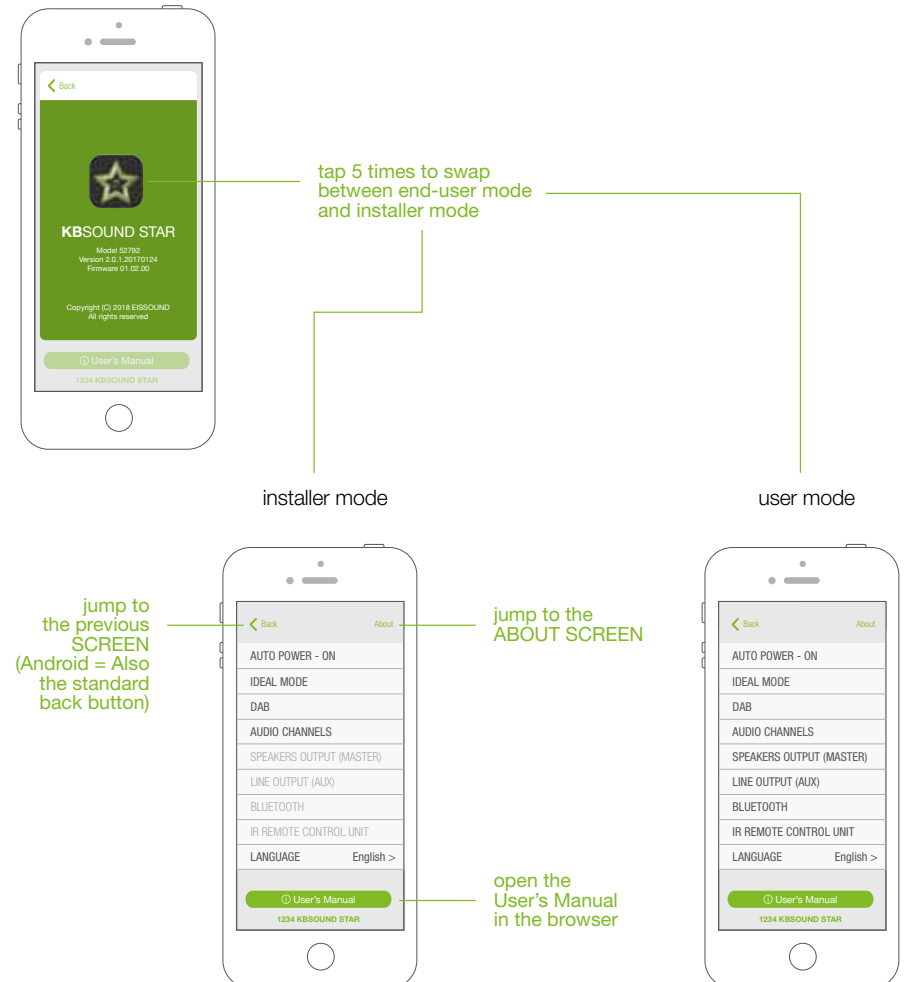 Back
tap 5 times to swap
between end-user mode
and installer mode
KBSOUND STAR
Model 52792
Version 2.0.1.20170124
Firmware 01.02.00
Copyright (C) 2018 EISSOUND
All rights reserved
User's Manual
1234 KBSOUND STAR
installer mode
user mode
jump to
the previous
SCREEN
(Android = Also
the standard
back button)
Back About
jump to the
ABOUT SCREEN
AUTO POWER - ON
IDEAL MODE
DAB
AUDIO CHANNELS
SPEAKERS OUTPUT (MASTER)
LINE OUTPUT (AUX)
BLUETOOTH
IR REMOTE CONTROL UNIT
LANGUAGE English >
User's Manual
1234 KBSOUND STAR
open the
User's Manual
in the browser
Back About
AUTO POWER - ON
IDEAL MODE
DAB
AUDIO CHANNELS
SPEAKERS OUTPUT (MASTER)
LINE OUTPUT (AUX)
BLUETOOTH
IR REMOTE CONTROL UNIT
LANGUAGE English >
User's Manual
1234 KBSOUND STAR